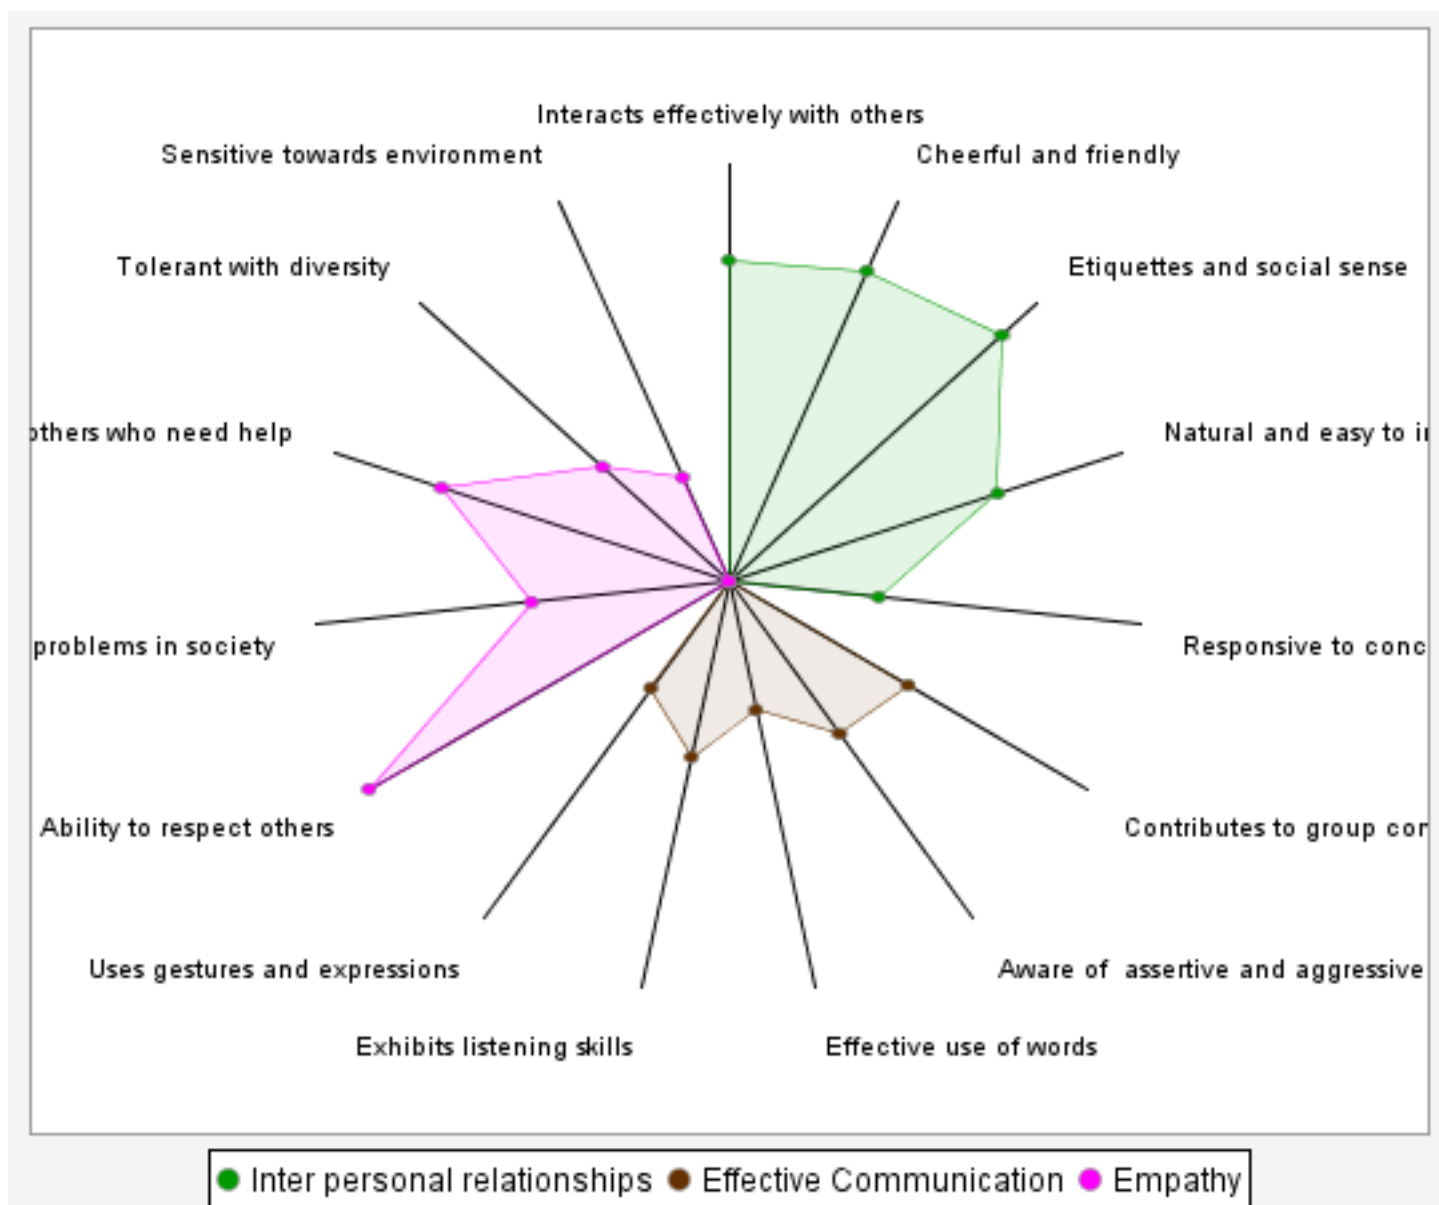 Interacts effectively with others
Sensitive towards environment
Cheerful and friendly
Tolerant with diversity
Etiquettes and social sense
others who need help
Natural and easy to
problems in society
Responsive to
Ability to respect others
Contributes to group
Uses gestures and expressions
Aware of assertive and aggressive
Exhibits listening skills
Effective use of words
Inter personal relationships
Effective Communication
Empathy